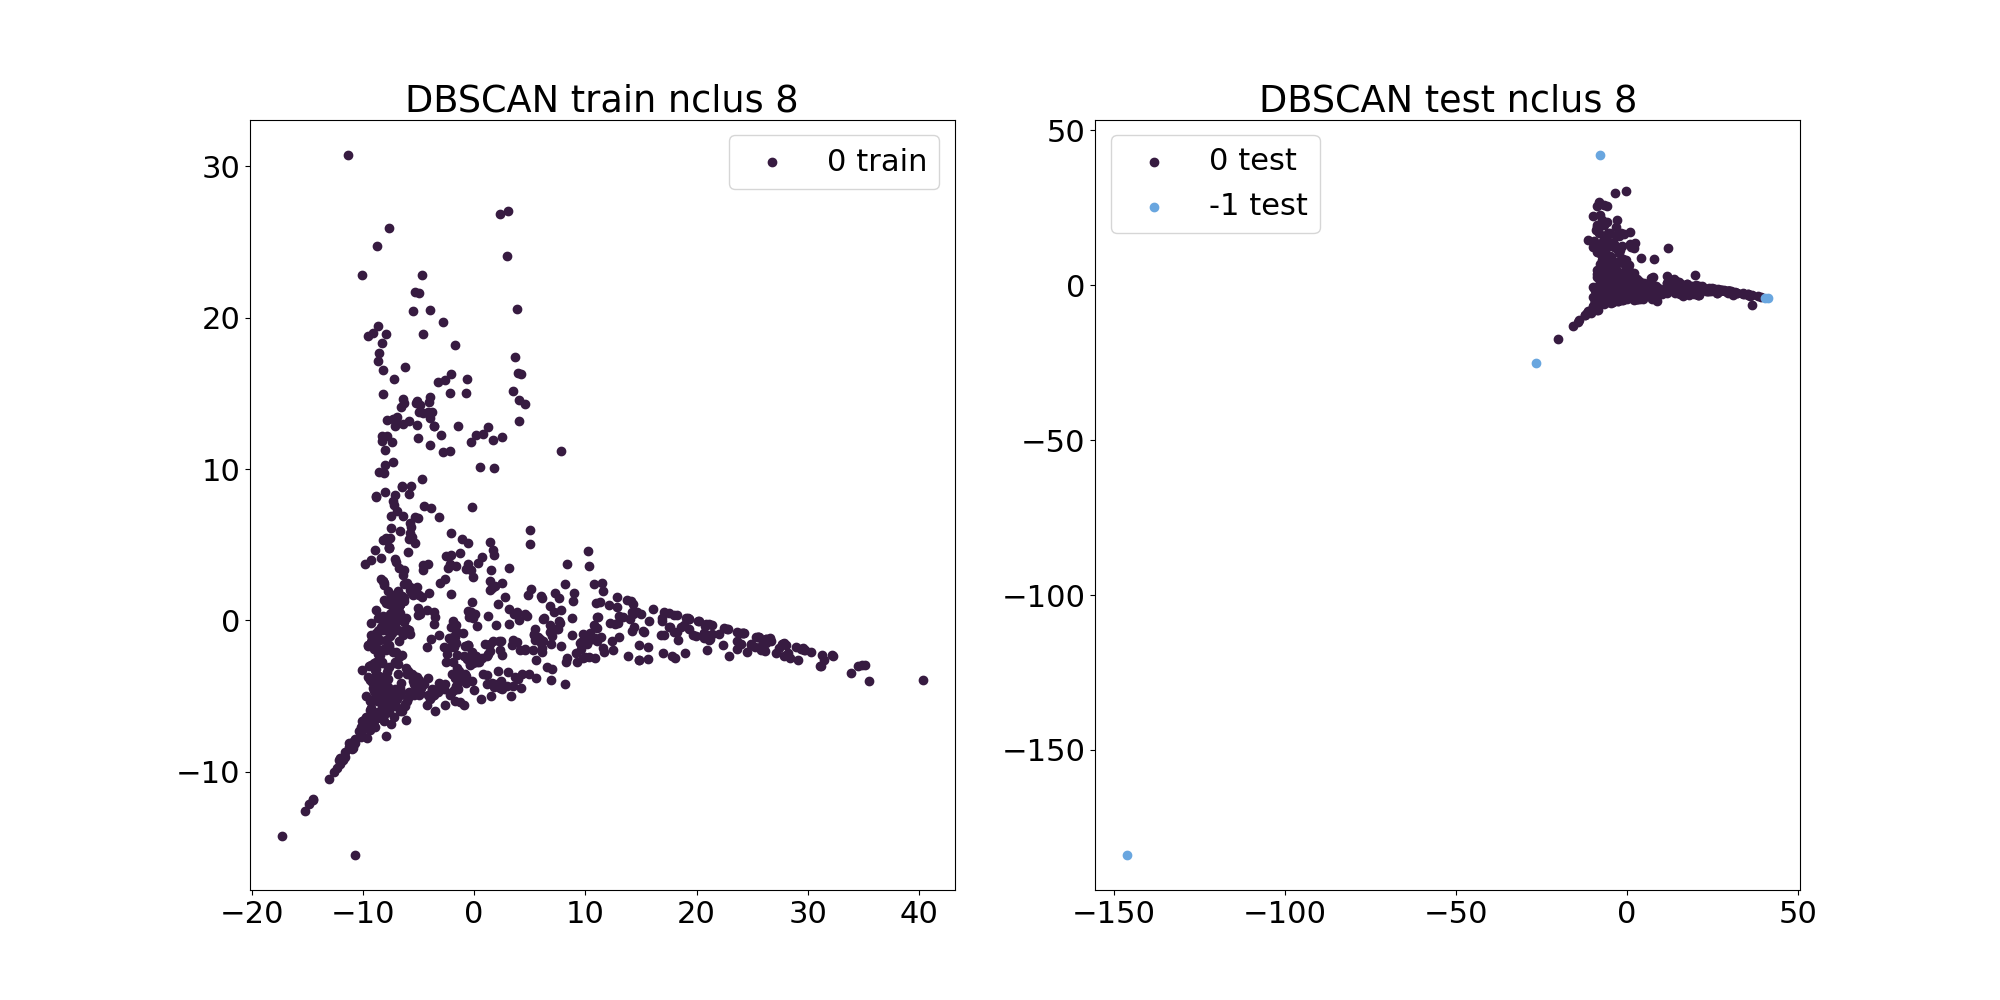 DBSCAN train nclus 8
0 train
30
20
10
0
−10
−20 −10 0 10 20 30 40
DBSCAN test nclus 8
0 test
-1 test
50
0
−50
−100
−150
−150 −100 −50 0 50